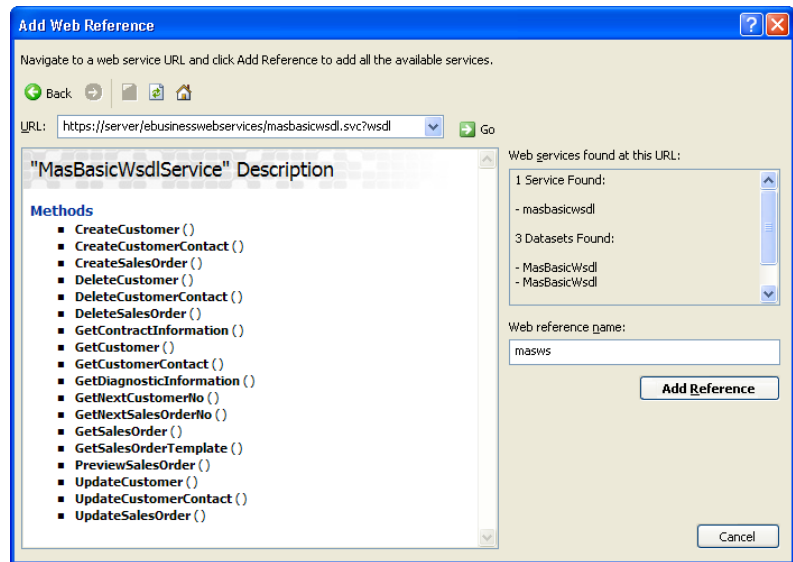 Add Web Reference
Navigate to a web service URL and click Add Reference to add all the available services.
Back
URL: https://server/ebusinesswebservices/masbasicwsdl.svc?wsdl Go
"MasBasicWsdlService" Description
Methods
CreateCustomer ()
CreateCustomerContact ()
CreateSalesOrder ()
DeleteCustomer ()
DeleteCustomerContact ()
DeleteSalesOrder ()
GetContractInformation ()
GetCustomer ()
GetCustomerContact ()
GetDiagnosticInformation ()
GetNextCustomerNo ()
GetNextSalesOrderNo ()
GetSalesOrder ()
GetSalesOrderTemplate ()
PreviewSalesOrder ()
UpdateCustomer ()
UpdateCustomerContact ()
UpdateSalesOrder ()
Web services found at this URL:
1 Service Found:
- masbasicwsdl
3 Datasets Found:
- MasBasicWsdl
- MasBasicWsdl
Web reference name:
masws
Add Reference
Cancel